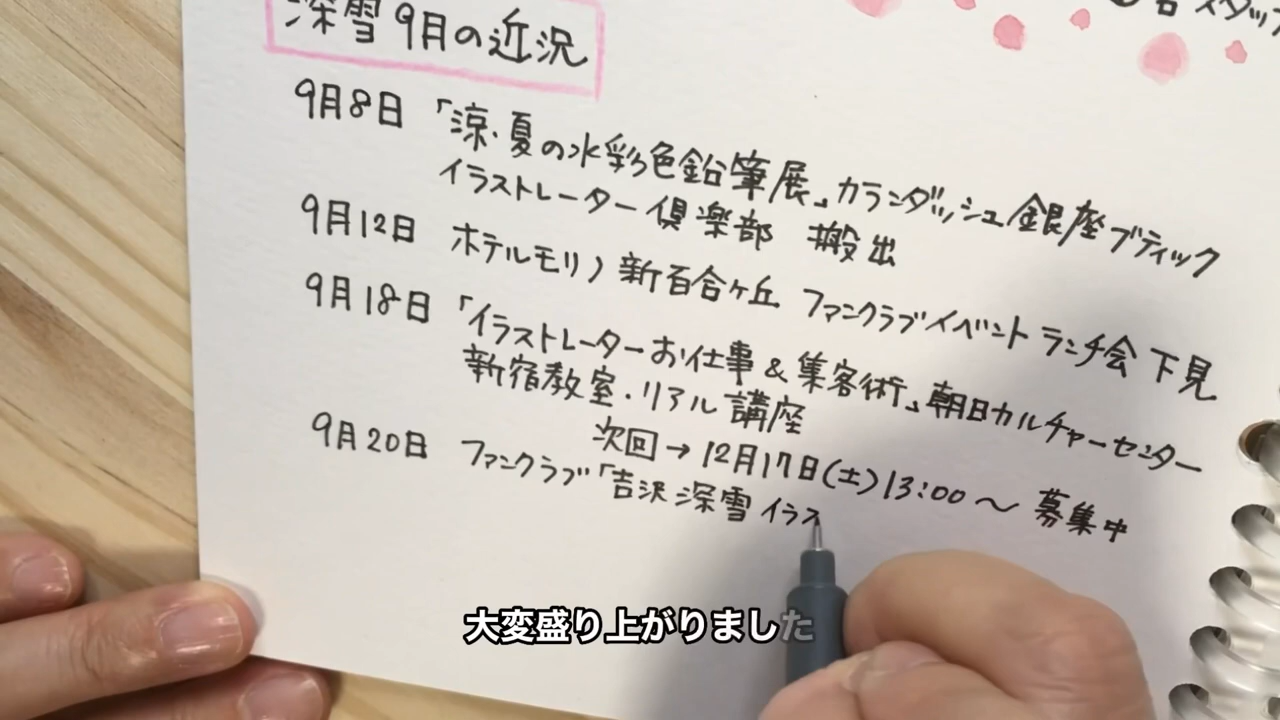 名 スタッフ
深雪 9月の近況
9月8日 「涼・夏の水彩色鉛筆展」カランダッシュ銀座ブティック
イラストレーター倶楽部 搬出
9月12日 ホテルモリノ新百合ヶ丘 ファンクラブイベント ランチ会 下見
9月18日 「イラストレーターお仕事&集客術」朝日カルチャーセンター
新宿教室・リアル講座
次回→12月17日(土)13:00〜 募集中
9月20日 ファンクラブ「吉沢深雪 イラス
大変盛り上がりました